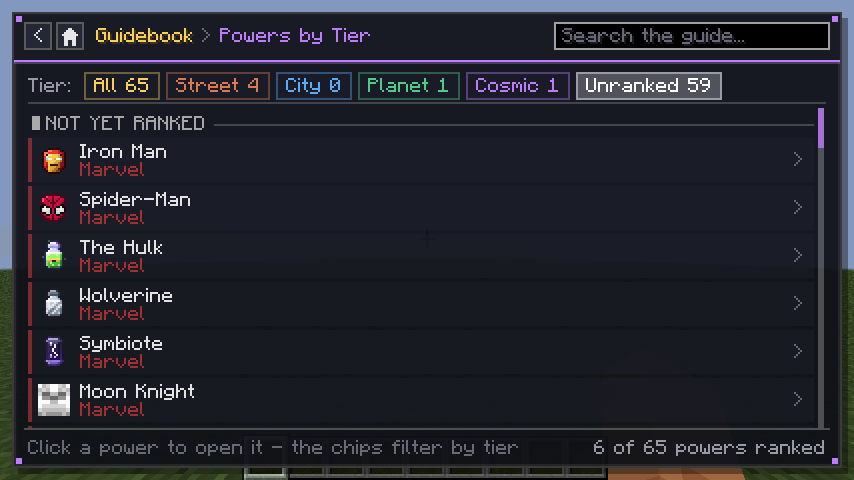 Guidebook > Powers by Tier
Search the guide...
Tier: All 65 Street 4 City 0 Planet 1 Cosmic 1 Unranked 59
NOT YET RANKED
Iron Man
Marvel
Spider-Man
Marvel
The Hulk
Marvel
Wolverine
Marvel
Symbiote
Marvel
Moon Knight
Marvel
Click a power to open it - the chips filter by tier
6 of 65 powers ranked